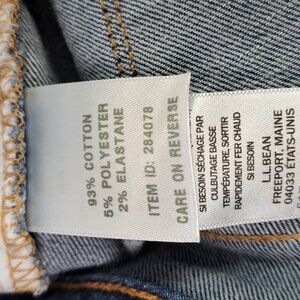 93% COTTON
5% POLYESTER
2% ELASTANE
ITEM ID: 284078
CARE ON REVERSE
SI BESOIN SÉCHAGE PAR
CULBUTAGE BASSE
TEMPÉRATURE, SORTIR
RAPIDEMENT FER CHAUD
SI BESOIN
L.L.BEAN
FREEPORT, MAINE
04033 ÉTATS-UNIS